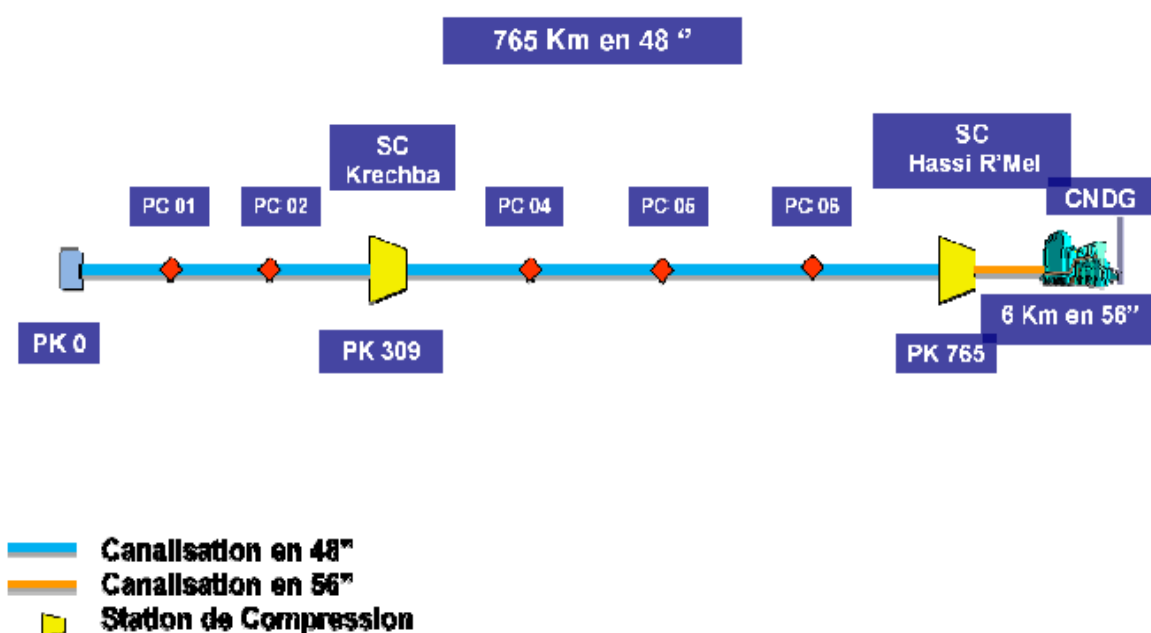 765 Km en 48 ‘’
SC
Krechba
SC
Hassi R’Mel
CNDG
PC 01
PC 02
PC 04
PC 05
PC 06
6 Km en 56’’
PK 0
PK 309
PK 765
Canalisation en 48”
Canalisation en 56”
Station de Compression